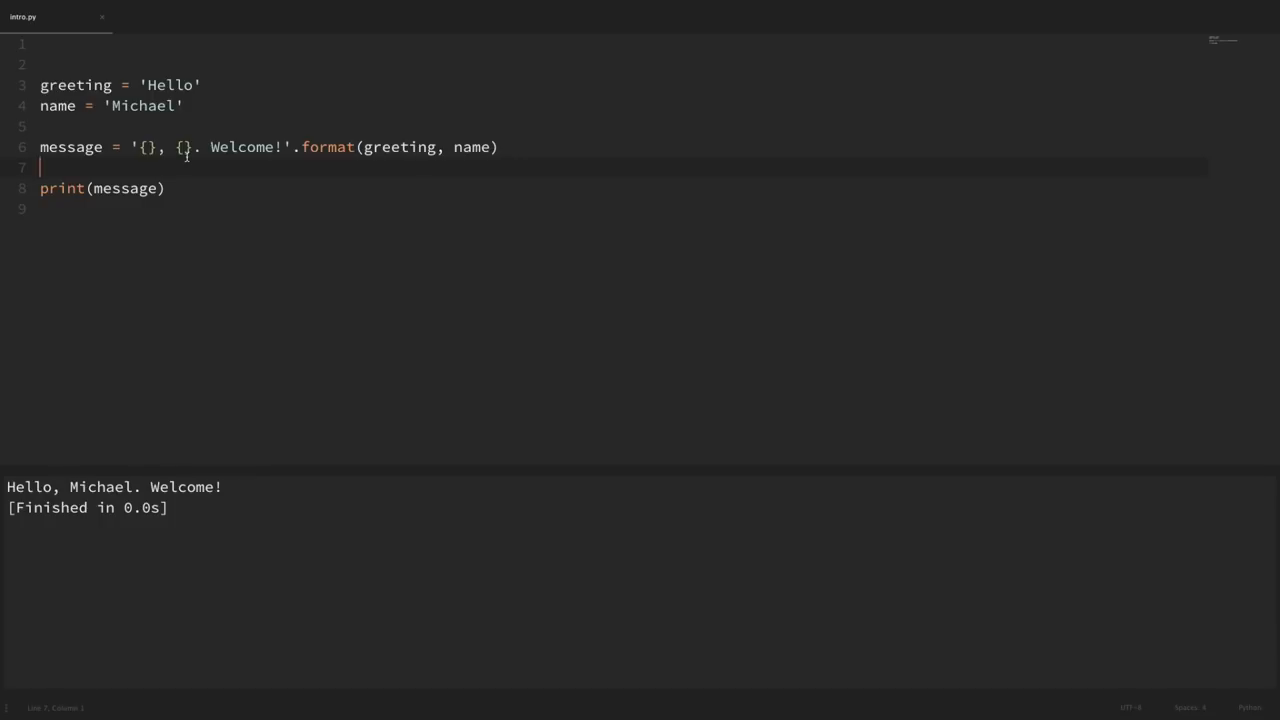 intro.py ×
1
2
3 greeting = 'Hello'
4 name = 'Michael'
5
6 message = '{}, {}. Welcome!'.format(greeting, name)
7
8 print(message)
9
Hello, Michael. Welcome!
[Finished in 0.0s]
Line 7, Column 1 UTF-8 Spaces: 4 Python